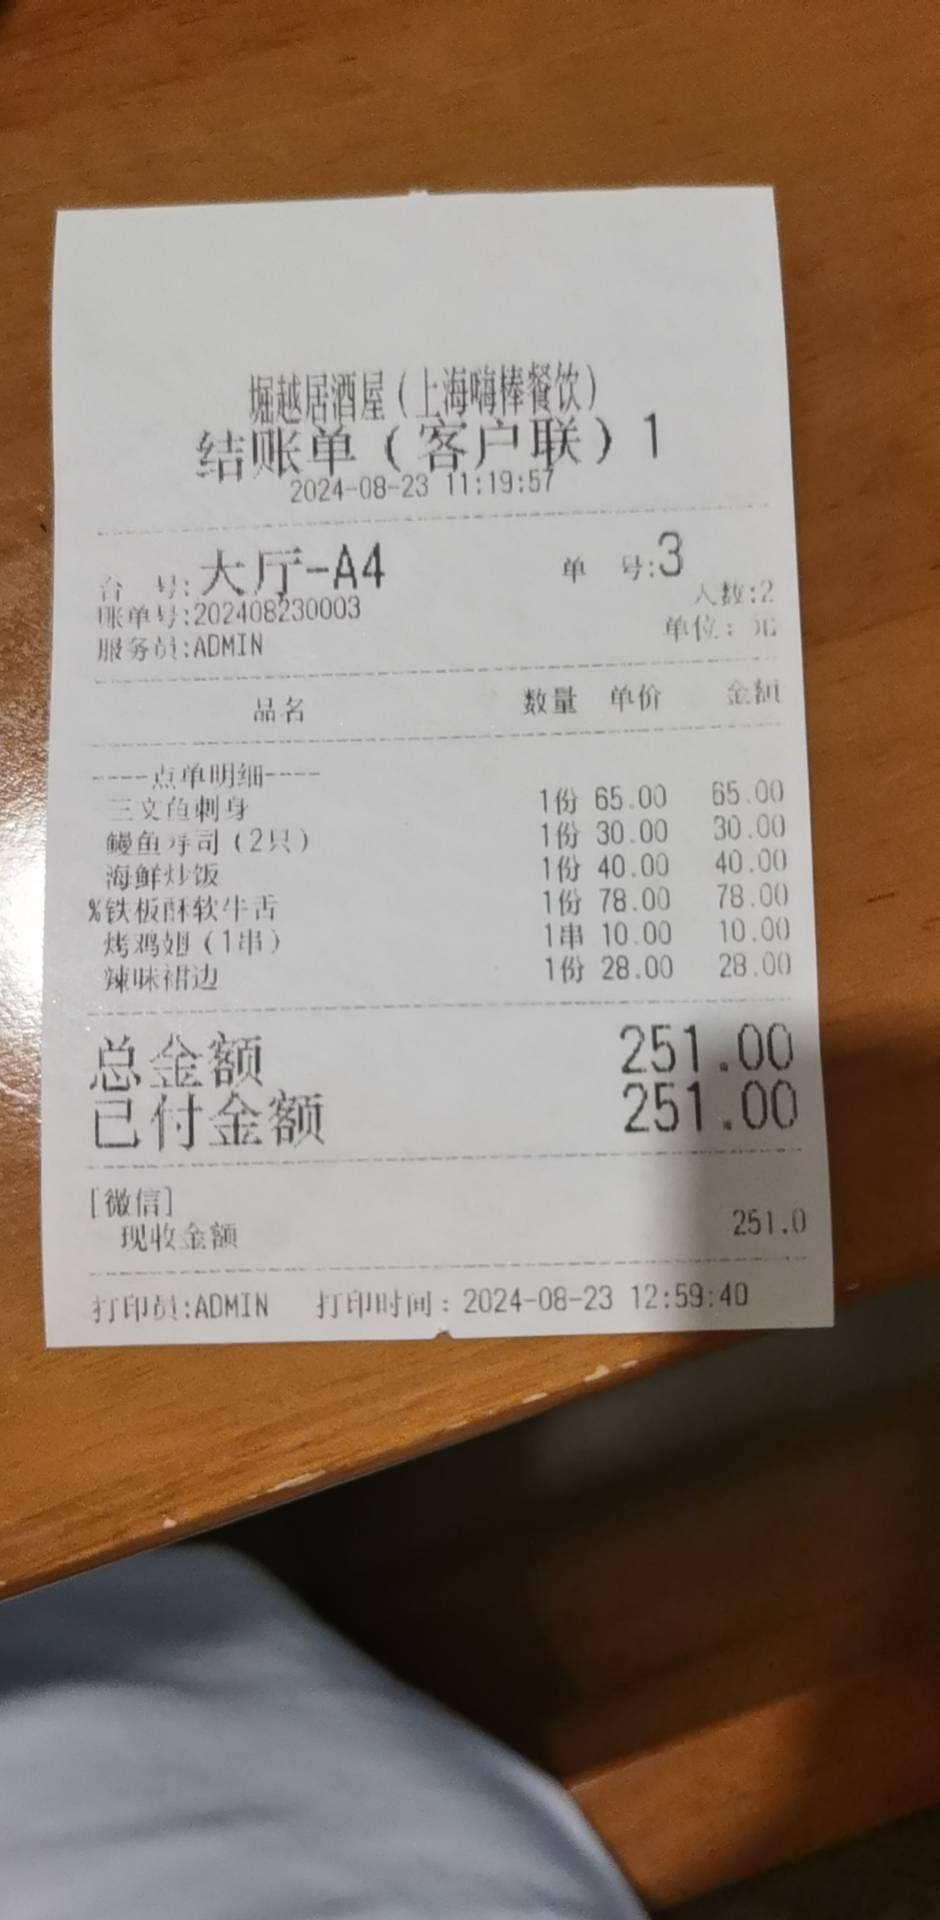 堀越居酒屋（上海嗨棒餐饮）
结账单（客户联）1
2024-08-23 11:19:57
台 号:大厅-A4 单 号:3
账单号:202408230003 人数:2
服务员:ADMIN 单位：元
品名 数量 单价 金额
----点单明细----
三文鱼刺身 1份 65.00 65.00
鳗鱼寿司（2只） 1份 30.00 30.00
海鲜炒饭 1份 40.00 40.00
%铁板酥软牛舌 1份 78.00 78.00
烤鸡翅（1串） 1串 10.00 10.00
辣味裙边 1份 28.00 28.00
总金额 251.00
已付金额 251.00
[微信]
现收金额 251.0
打印员:ADMIN 打印时间：2024-08-23 12:59:40